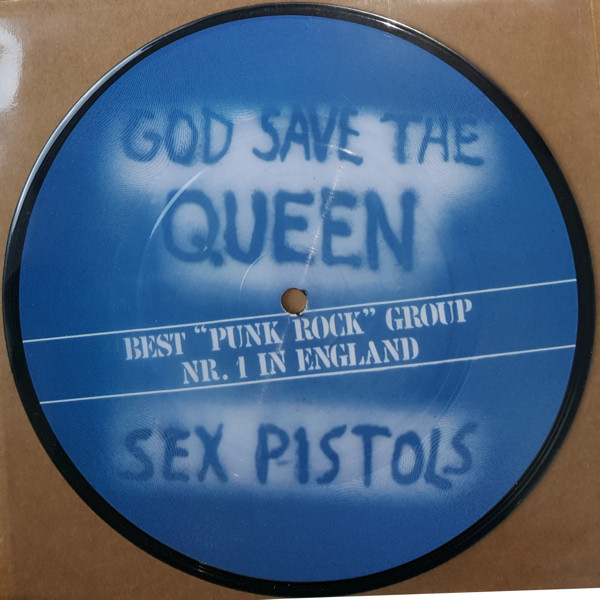 GOD SAVE THE
QUEEN
BEST "PUNK ROCK" GROUP
NR. 1 IN ENGLAND
SEX PISTOLS